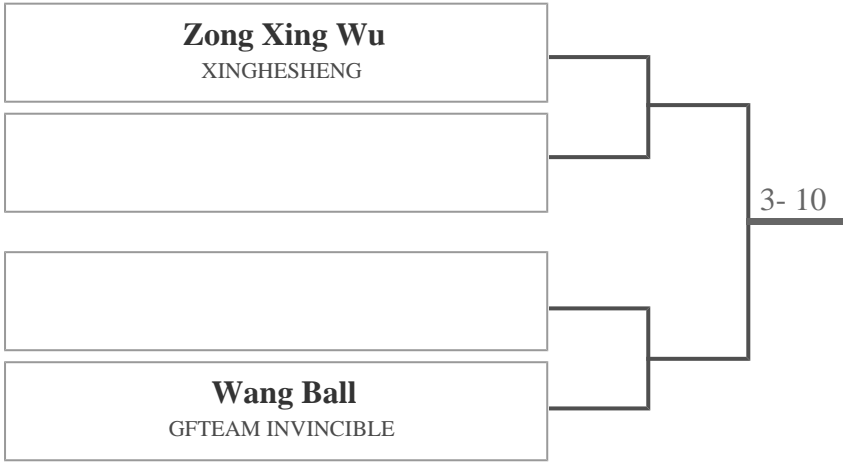 Zong Xing Wu
XINGHESHENG
3- 10
Wang Ball
GFTEAM INVINCIBLE